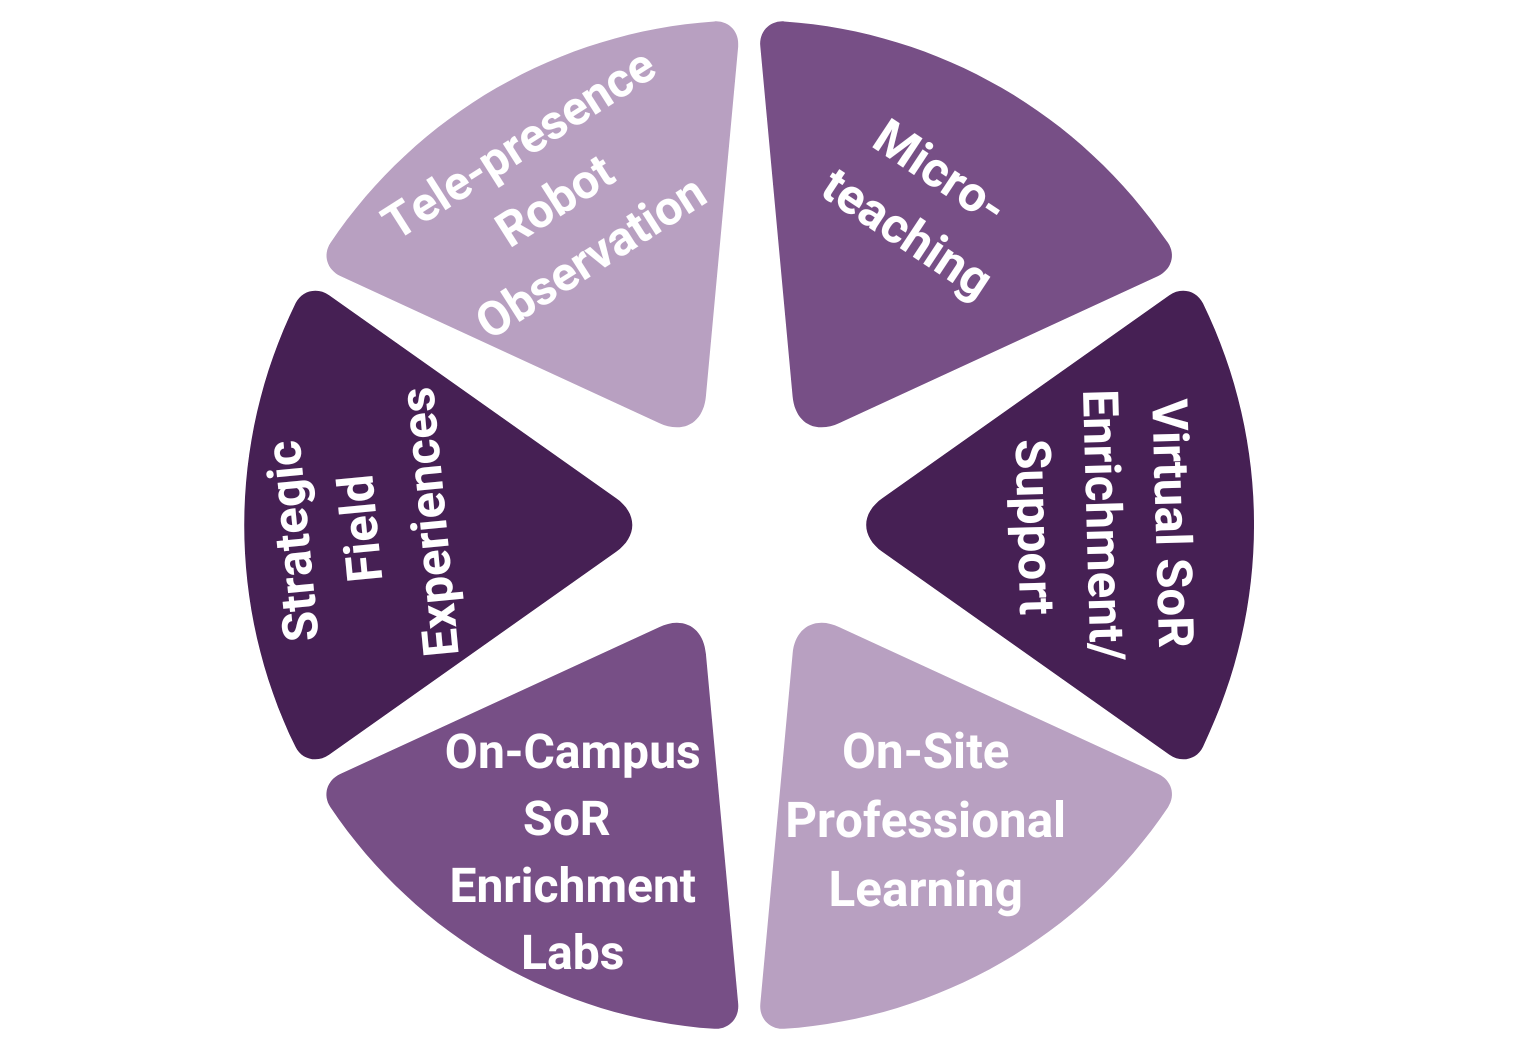 Tele-presence
Robot
Observation
Micro-
teaching
Virtual SoR
Enrichment/
Support
On-Site
Professional
Learning
On-Campus
SoR
Enrichment
Labs
Strategic
Field
Experiences